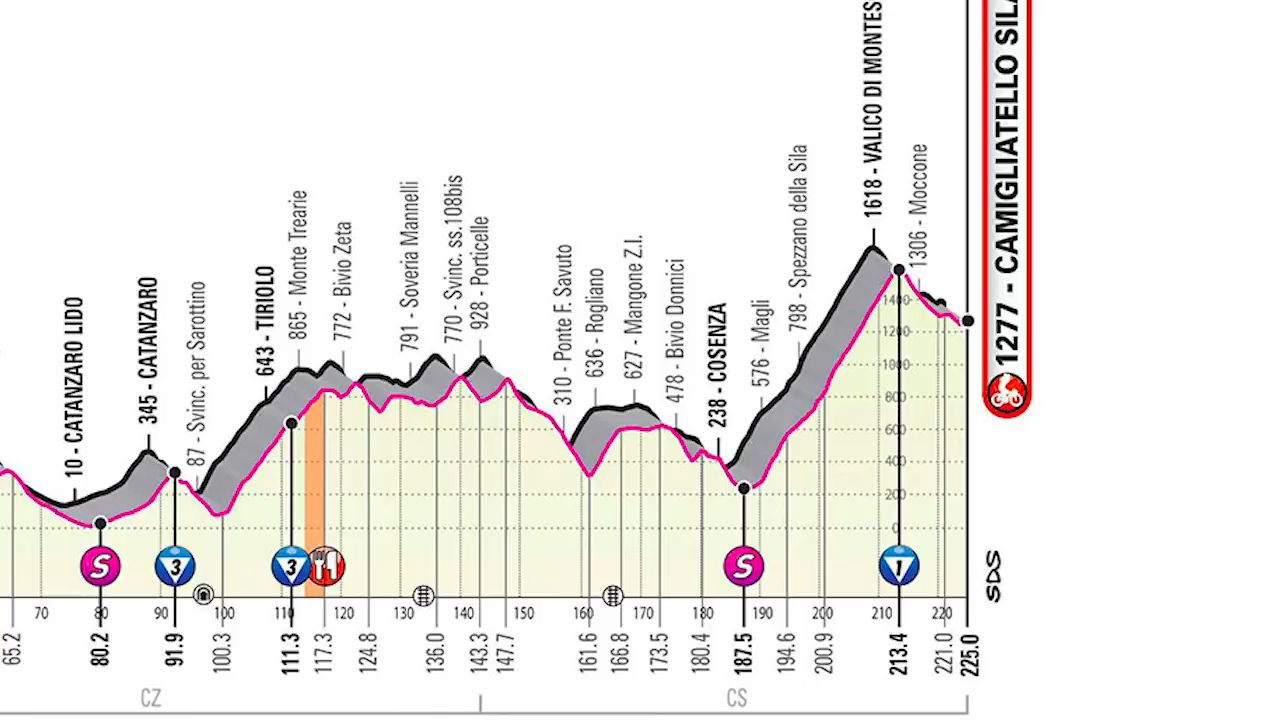 10 - CATANZARO LIDO
345 - CATANZARO
87 - Svinc. per Sarottino
643 - TIRIOLO
865 - Monte Trearie
772 - Bivio Zeta
791 - Soveria Mannelli
770 - Svinc. ss.108bis
928 - Porticelle
310 - Ponte F. Savuto
636 - Rogliano
627 - Mangone Z.I.
478 - Bivio Donnici
238 - COSENZA
576 - Magli
798 - Spezzano della Sila
1618 - VALICO DI MONTES
1306 - Moccone
1277 - CAMIGLIATELLO SILA
1400
1200
1000
800
600
400
200
0
S 3 3 S 1
SDS
70 80 90 100 110 120 130 140 150 160 170 180 190 200 210 220
65.2 80.2 91.9 100.3 111.3 117.3 124.8 136.0 143.3 147.7 161.6 166.8 173.5 180.4 187.5 194.6 200.9 213.4 221.0 225.0
CZ CS